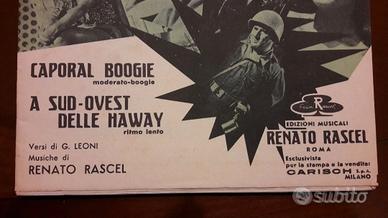 CAPORAL BOOGIE
moderato-boogie
A SUD-OVEST
DELLE HAWAY
ritmo lento
Versi di G. LEONI
Musiche di
RENATO RASCEL
EDIZIONI MUSICALI
RENATO RASCEL
ROMA
Esclusivista
per la stampa e la vendita:
CARISCH S.p.A.
MILANO
subito